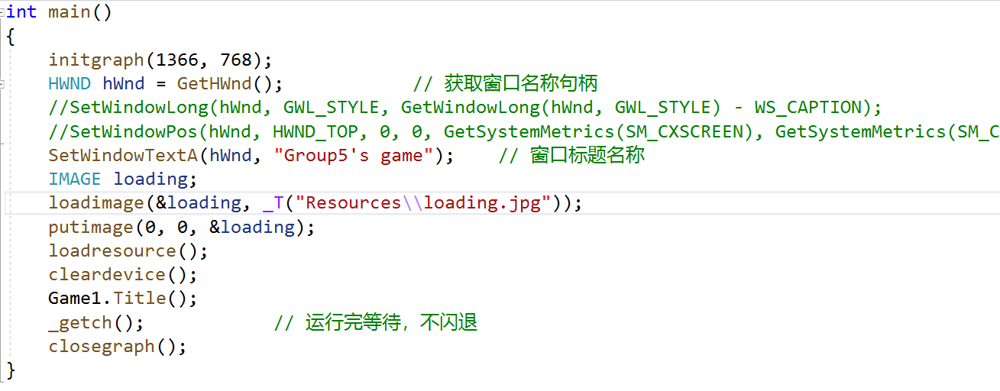 int main()
{
initgraph(1366, 768);
HWND hWnd = GetHWnd(); // 获取窗口名称句柄
//SetWindowLong(hWnd, GWL_STYLE, GetWindowLong(hWnd, GWL_STYLE) - WS_CAPTION);
//SetWindowPos(hWnd, HWND_TOP, 0, 0, GetSystemMetrics(SM_CXSCREEN), GetSystemMetrics(SM_C
SetWindowTextA(hWnd, "Group5's game"); // 窗口标题名称
IMAGE loading;
loadimage(&loading, _T("Resources\\loading.jpg"));
putimage(0, 0, &loading);
loadresource();
cleardevice();
Game1.Title();
_getch(); // 运行完等待，不闪退
closegraph();
}